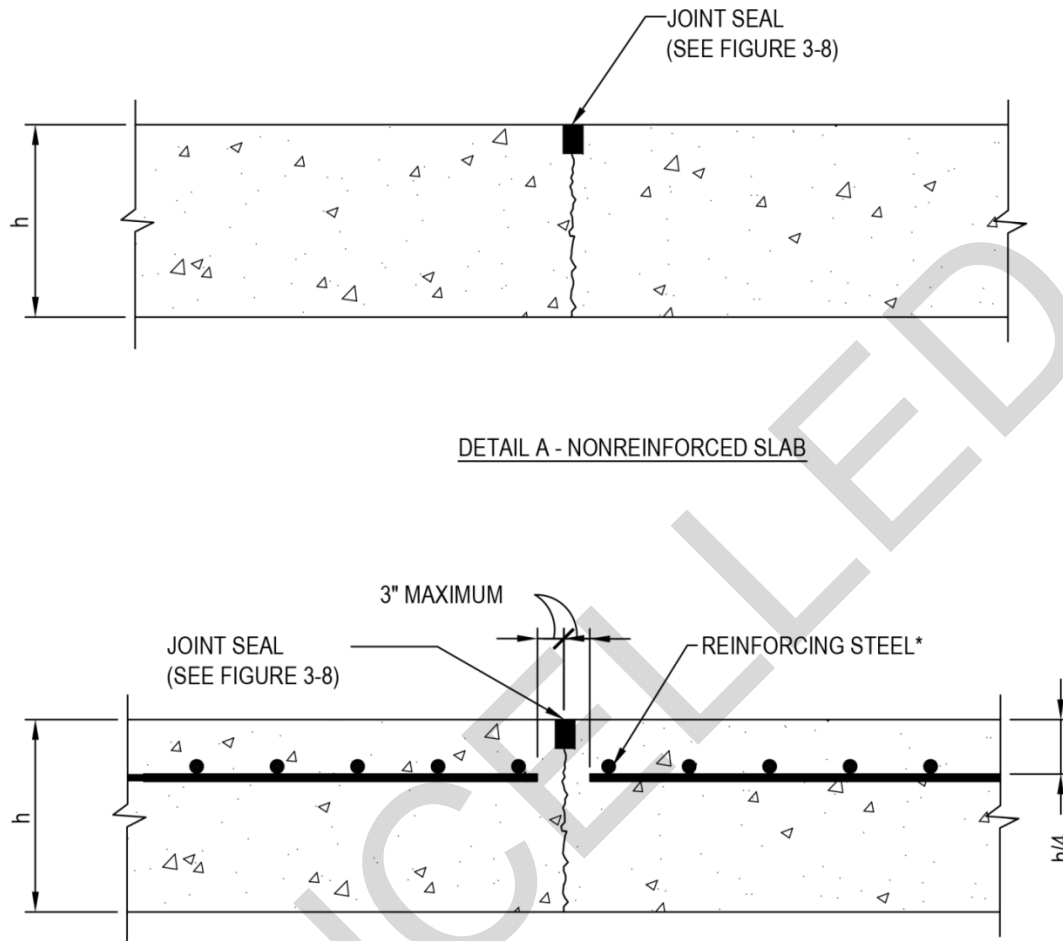 JOINT SEAL
(SEE FIGURE 3-8)
h
DETAIL A - NONREINFORCED SLAB
3" MAXIMUM
JOINT SEAL
(SEE FIGURE 3-8)
REINFORCING STEEL*
h
h/4
CELLED